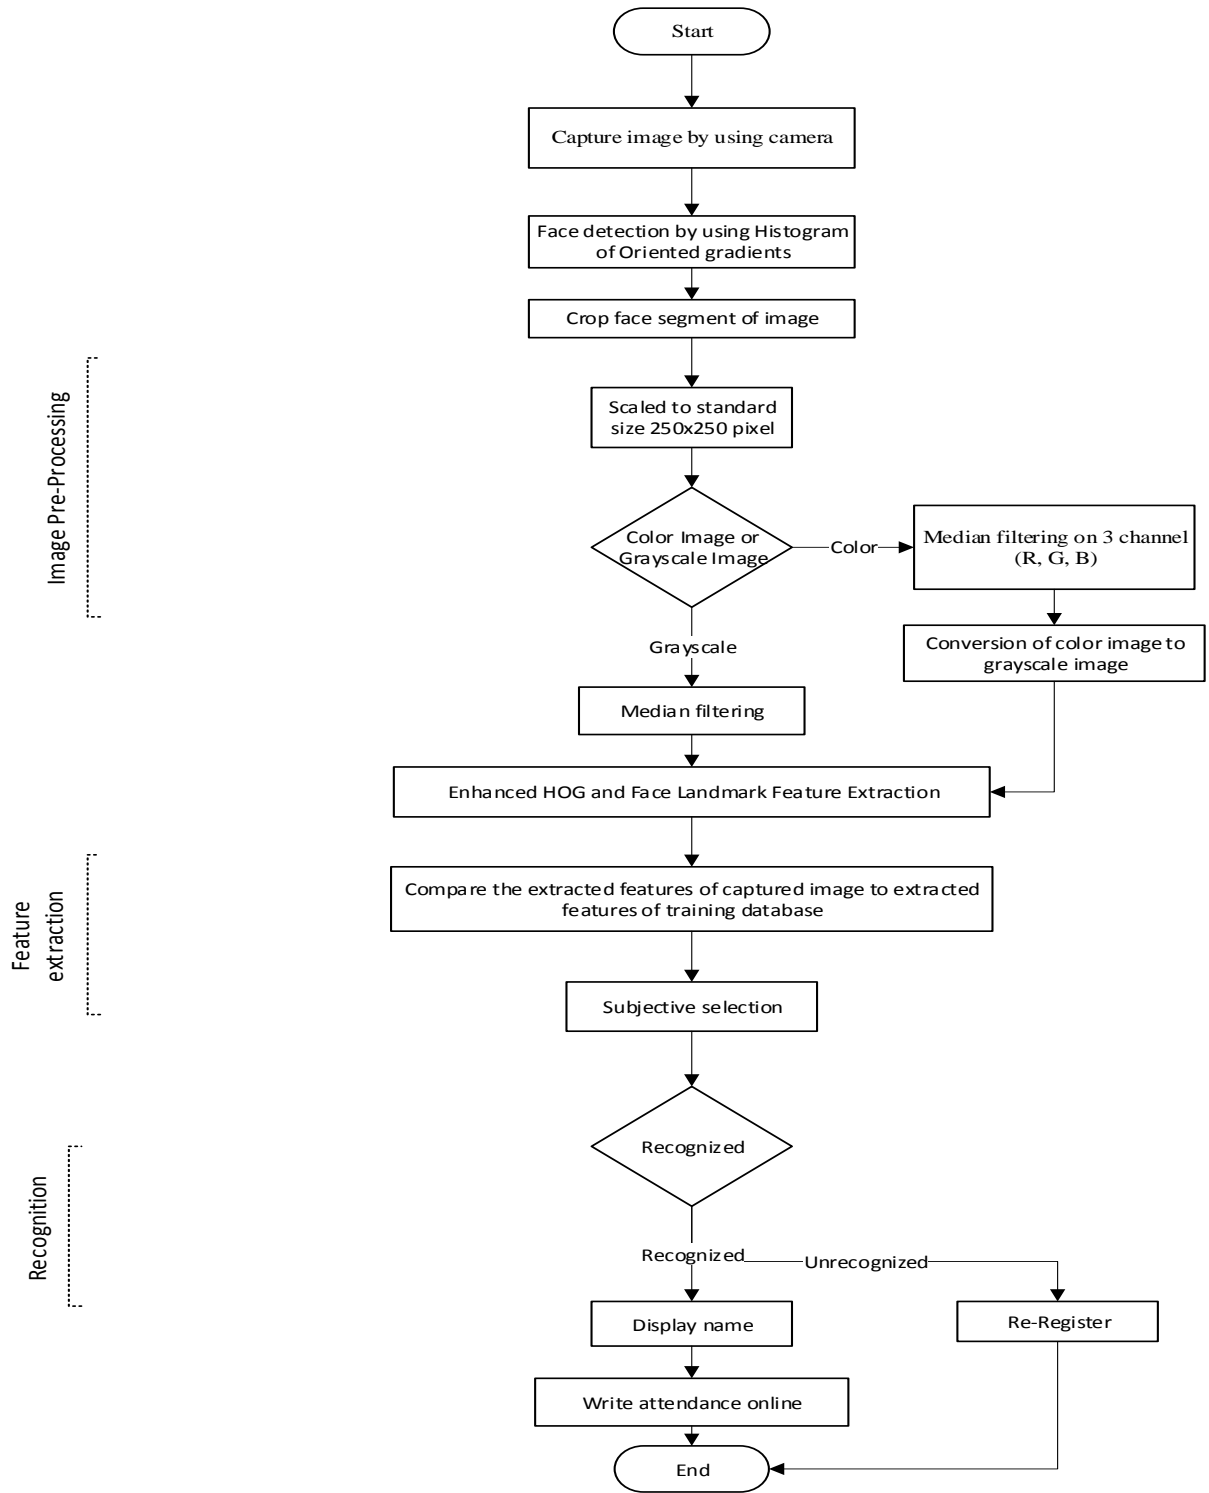 Start
Capture image by using camera
Face detection by using Histogram
of Oriented gradients
Crop face segment of image
Image Pre-Processing
Scaled to standard
size 250x250 pixel
Color Image or
Grayscale Image
Color
Median filtering on 3 channel
(R, G, B)
Conversion of color image to
grayscale image
Grayscale
Median filtering
Enhanced HOG and Face Landmark Feature Extraction
Feature
extraction
Compare the extracted features of captured image to extracted
features of training database
Subjective selection
Recognition
Recognized
Recognized
Unrecognized
Display name
Re-Register
Write attendance online
End